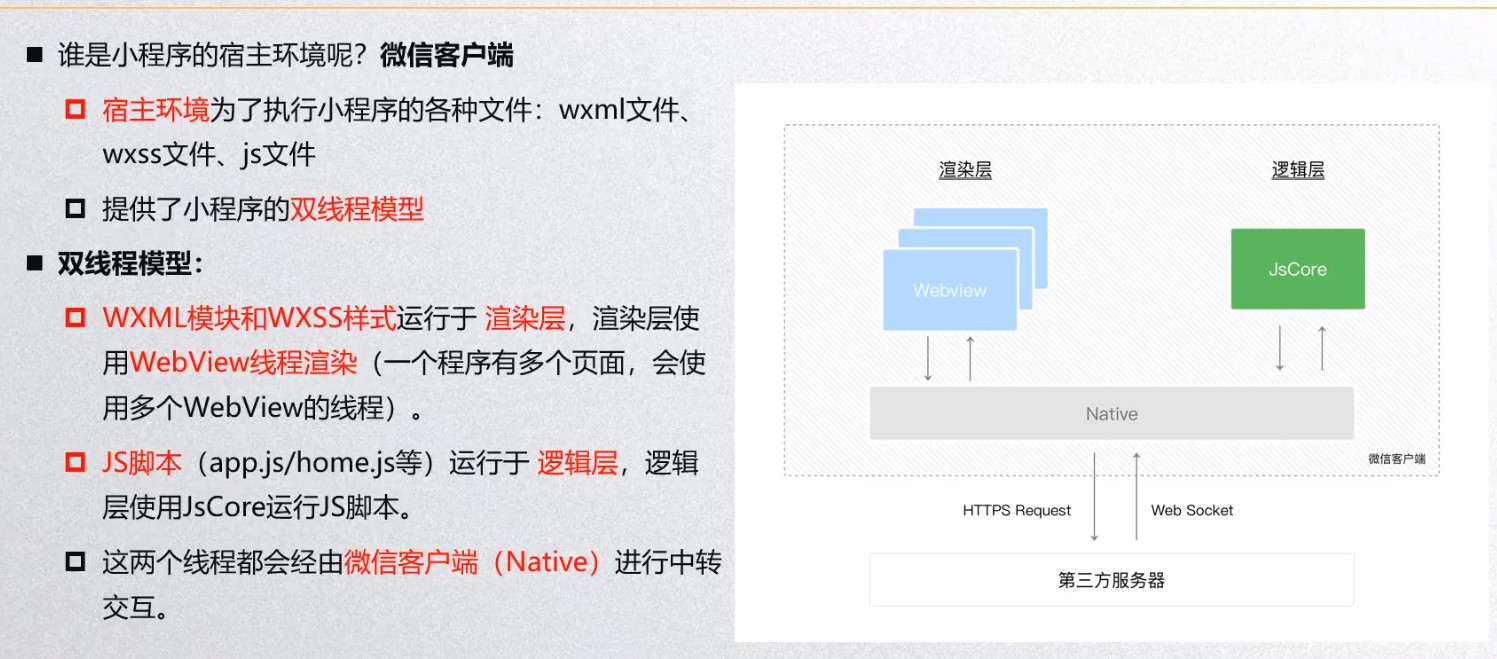 谁是小程序的宿主环境呢？微信客户端
宿主环境为了执行小程序的各种文件：wxml文件、
wxss文件、js文件
提供了小程序的双线程模型
双线程模型：
WXML模块和WXSS样式运行于 渲染层，渲染层使
用WebView线程渲染（一个程序有多个页面，会使
用多个WebView的线程）。
JS脚本（app.js/home.js等）运行于 逻辑层，逻辑
层使用JsCore运行JS脚本。
这两个线程都会经由微信客户端（Native）进行中转
交互。
渲染层
逻辑层
Webview
JsCore
Native
微信客户端
HTTPS Request
Web Socket
第三方服务器